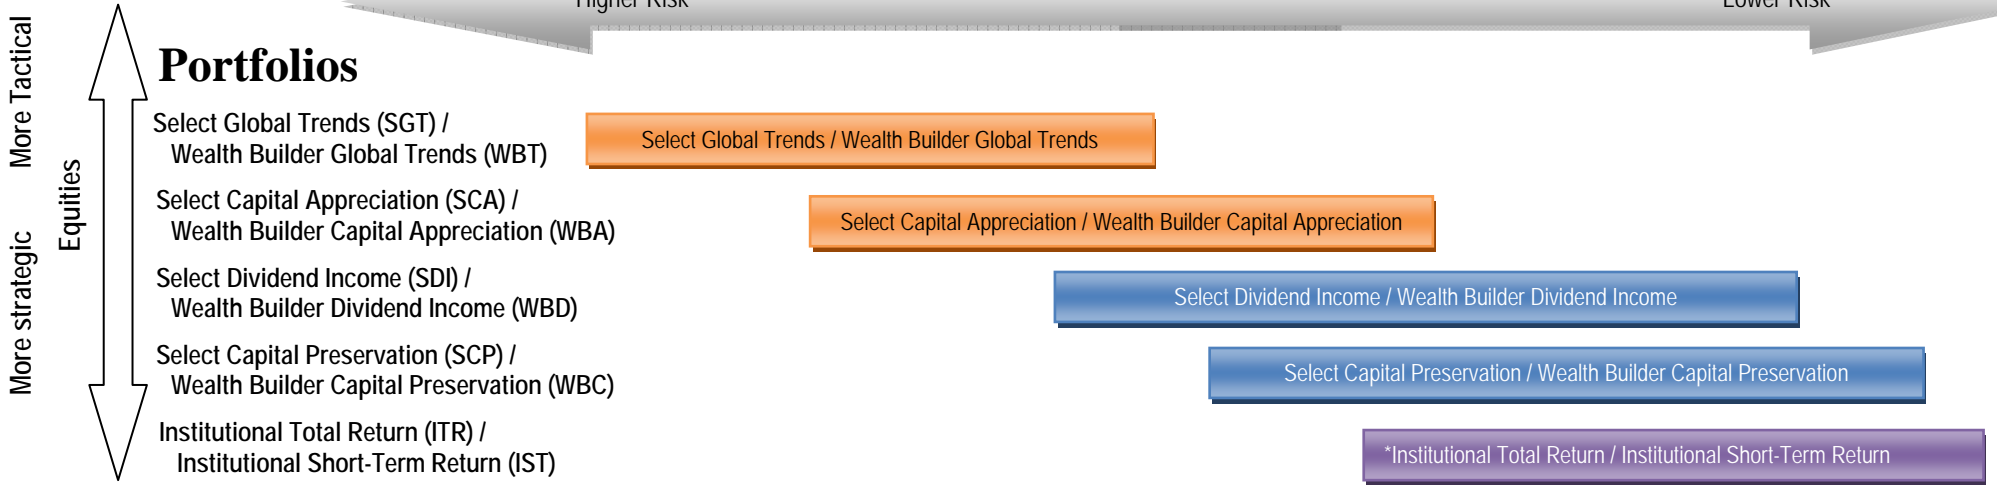 Higher Risk
Lower Risk
More Tactical
More strategic
Equities
Portfolios
Select Global Trends (SGT) /
Wealth Builder Global Trends (WBT)
Select Global Trends / Wealth Builder Global Trends
Select Capital Appreciation (SCA) /
Wealth Builder Capital Appreciation (WBA)
Select Capital Appreciation / Wealth Builder Capital Appreciation
Select Dividend Income (SDI) /
Wealth Builder Dividend Income (WBD)
Select Dividend Income / Wealth Builder Dividend Income
Select Capital Preservation (SCP) /
Wealth Builder Capital Preservation (WBC)
Select Capital Preservation / Wealth Builder Capital Preservation
Institutional Total Return (ITR) /
Institutional Short-Term Return (IST)
*Institutional Total Return / Institutional Short-Term Return